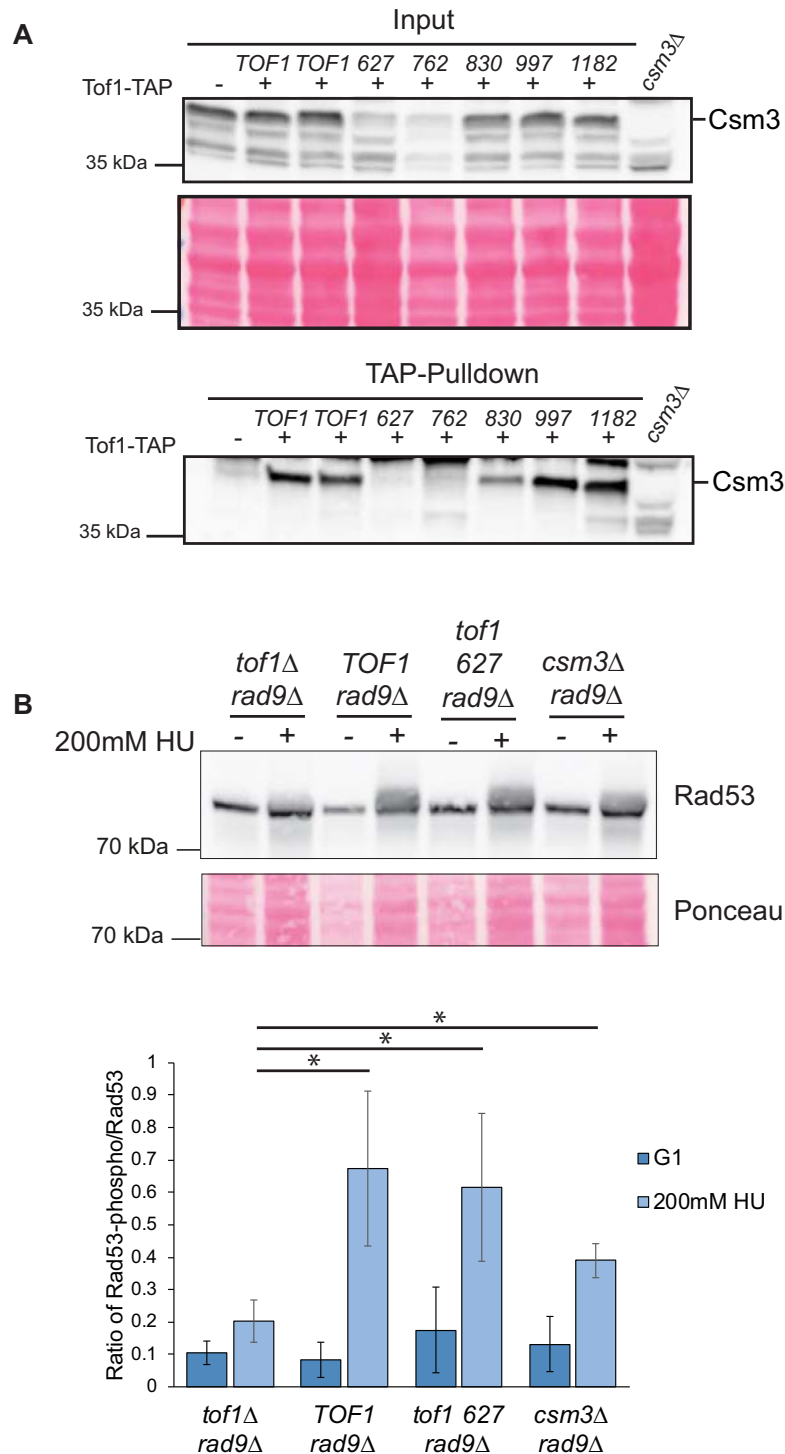 A
Input
TOF1 TOF1 627 762 830 997 1182 csm3Δ
Tof1-TAP - + + + + + + +
Csm3
35 kDa
35 kDa
TAP-Pulldown
TOF1 TOF1 627 762 830 997 1182 csm3Δ
Tof1-TAP - + + + + + + +
Csm3
35 kDa
B
tof1Δ rad9Δ
TOF1 rad9Δ
tof1 627 rad9Δ
csm3Δ rad9Δ
200mM HU - + - + - + - +
Rad53
70 kDa
Ponceau
70 kDa
*
*
*
Ratio of Rad53-phospho/Rad53
1
0.9
0.8
0.7
0.6
0.5
0.4
0.3
0.2
0.1
0
G1
200mM HU
tof1Δ rad9Δ
TOF1 rad9Δ
tof1 627 rad9Δ
csm3Δ rad9Δ